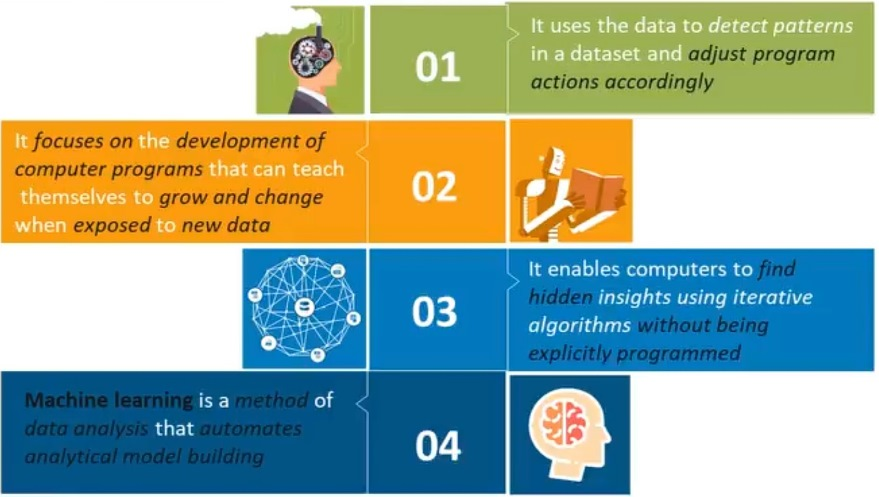 01
It uses the data to detect patterns
in a dataset and adjust program
actions accordingly
It focuses on the development of
computer programs that can teach
themselves to grow and change
when exposed to new data
02
03
It enables computers to find
hidden insights using iterative
algorithms without being
explicitly programmed
Machine learning is a method of
data analysis that automates
analytical model building
04